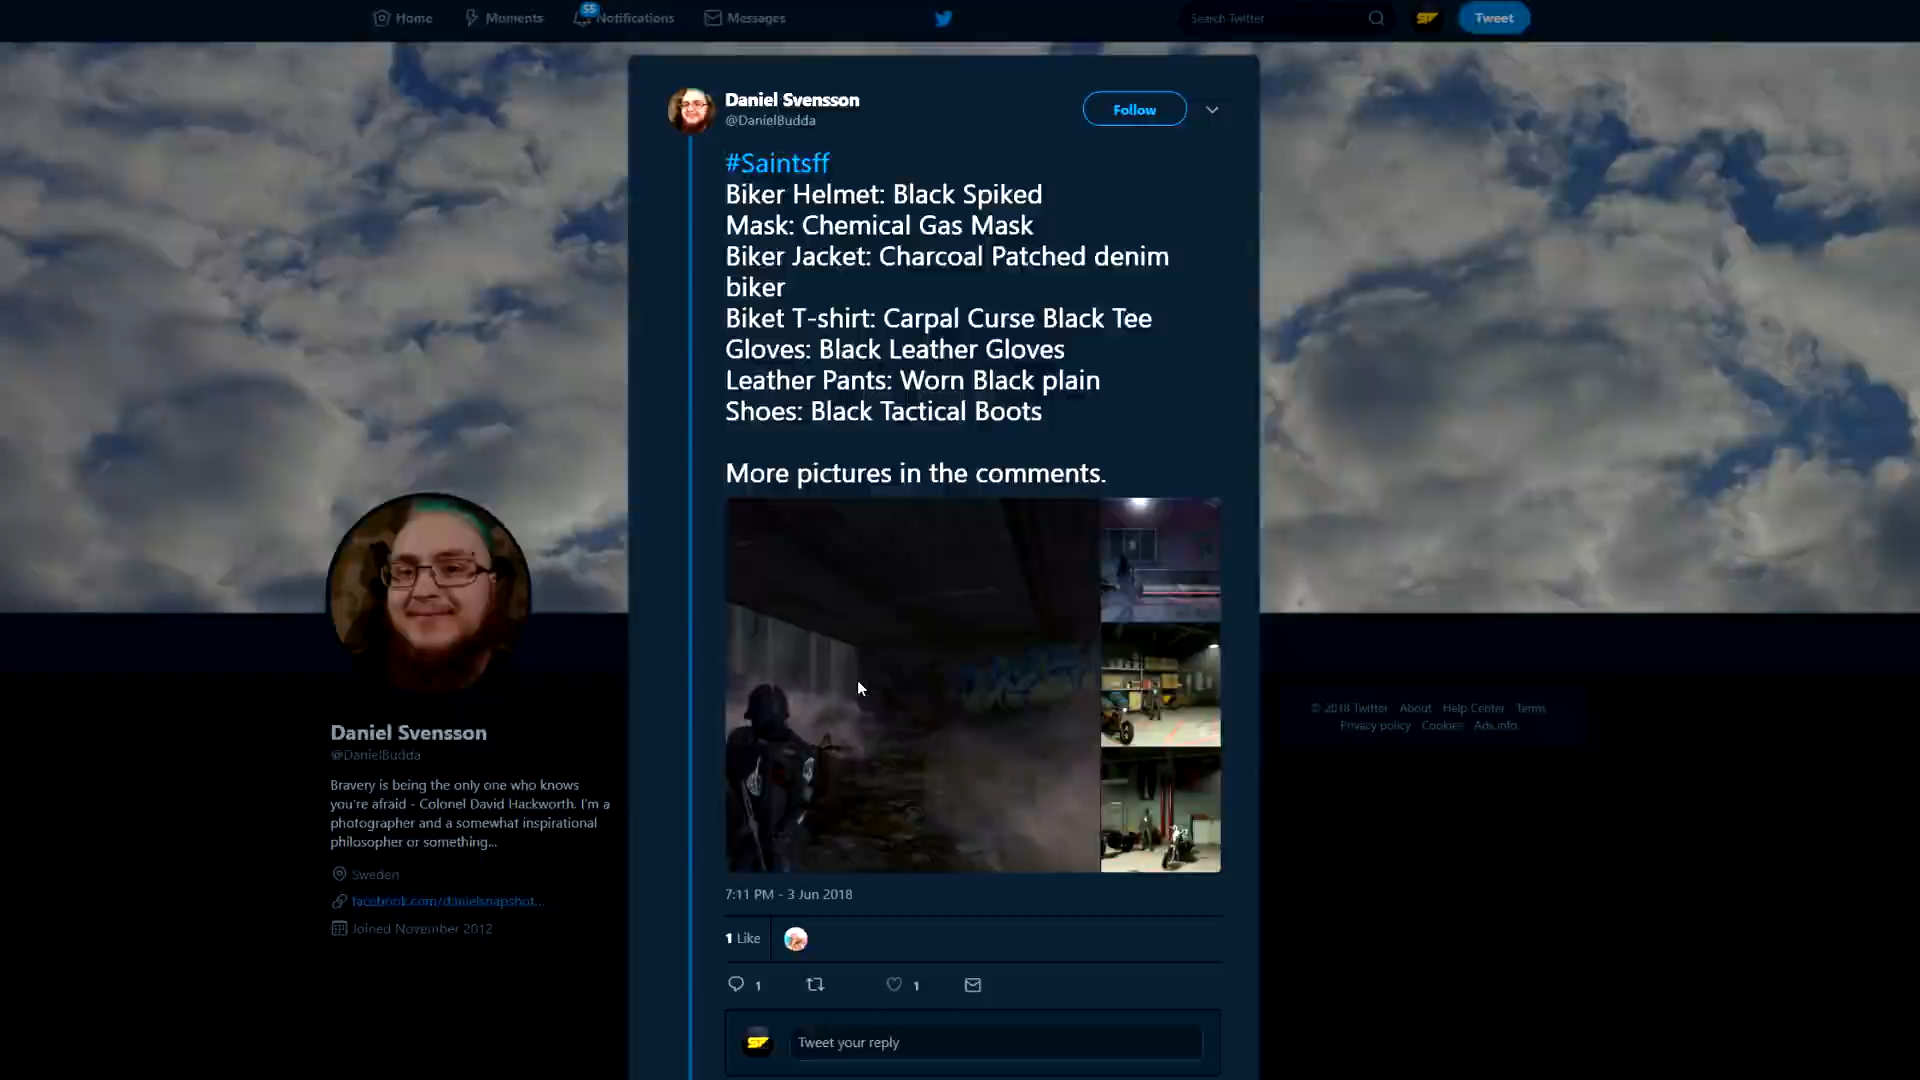 Home
Moments
55
Notifications
Messages
Search Twitter
Tweet
Daniel Svensson
@DanielBudda
Follow
#Saintsff
Biker Helmet: Black Spiked
Mask: Chemical Gas Mask
Biker Jacket: Charcoal Patched denim
biker
Biket T-shirt: Carpal Curse Black Tee
Gloves: Black Leather Gloves
Leather Pants: Worn Black plain
Shoes: Black Tactical Boots
More pictures in the comments.
7:11 PM - 3 Jun 2018
1 Like
1
1
Tweet your reply
Daniel Svensson
@DanielBudda
Bravery is being the only one who knows
you're afraid - Colonel David Hackworth. I'm a
photographer and a somewhat inspirational
philosopher or something...
Sweden
facebook.com/danielsnapshot...
Joined November 2012
© 2018 Twitter About Help Center Terms
Privacy policy Cookies Ads info